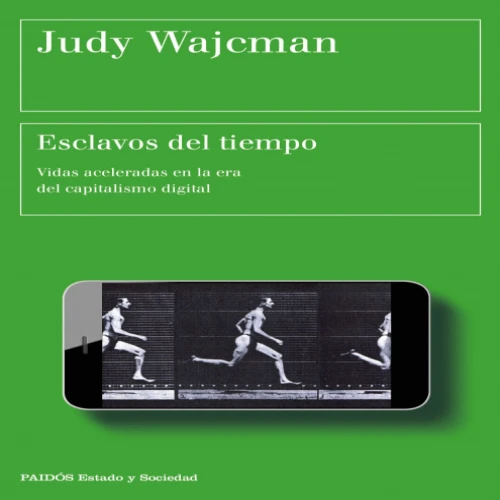 Judy Wajcman
Esclavos del tiempo
Vidas aceleradas en la era
del capitalismo digital
PAIDÓS Estado y Sociedad